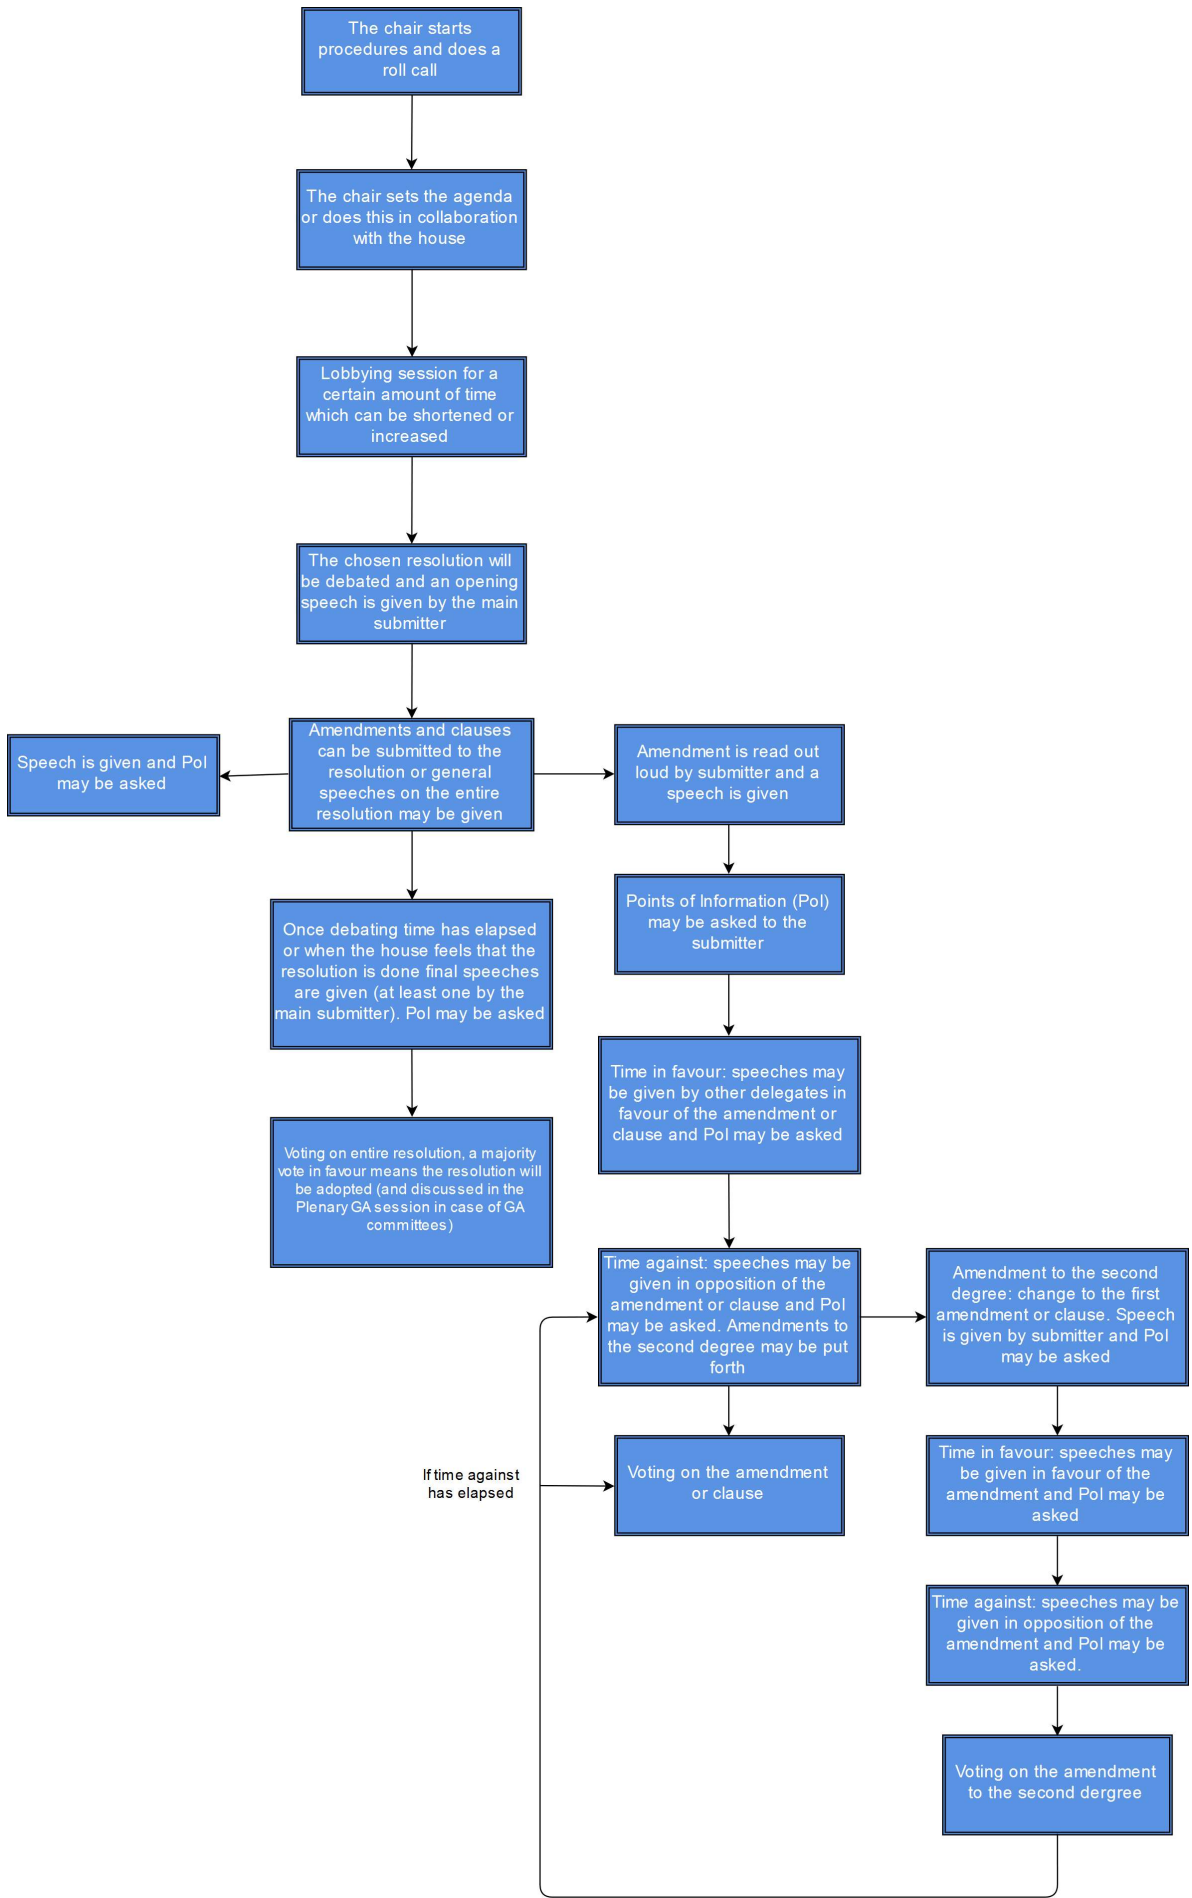 The chair starts
procedures and does a
roll call
The chair sets the agenda
or does this in collaboration
with the house
Lobbying session for a
certain amount of time
which can be shortened or
increased
The chosen resolution will
be debated and an opening
speech is given by the main
submitter
Speech is given and PoI
may be asked
Amendments and clauses
can be submitted to the
resolution or general
speeches on the entire
resolution may be given
Amendment is read out
loud by submitter and a
speech is given
Points of Information (PoI)
may be asked to the
submitter
Once debating time has elapsed
or when the house feels that the
resolution is done final speeches
are given (at least one by the
main submitter). PoI may be asked
Time in favour: speeches may
be given by other delegates in
favour of the amendment or
clause and PoI may be asked
Voting on entire resolution, a majority
vote in favour means the resolution will
be adopted (and discussed in the
Plenary GA session in case of GA
committees)
Time against: speeches may be
given in opposition of the
amendment or clause and PoI
may be asked. Amendments to
the second degree may be put
forth
Amendment to the second
degree: change to the first
amendment or clause. Speech
is given by submitter and PoI
may be asked
If time against
has elapsed
Voting on the amendment
or clause
Time in favour: speeches may
be given in favour of the
amendment and PoI may be
asked
Time against: speeches may be
given in opposition of the
amendment and PoI may be
asked.
Voting on the amendment
to the second dergree